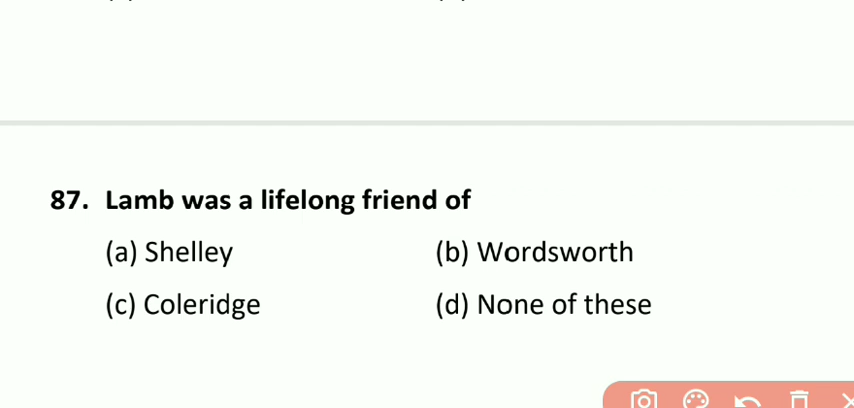 87. Lamb was a lifelong friend of
(a) Shelley (b) Wordsworth
(c) Coleridge (d) None of these